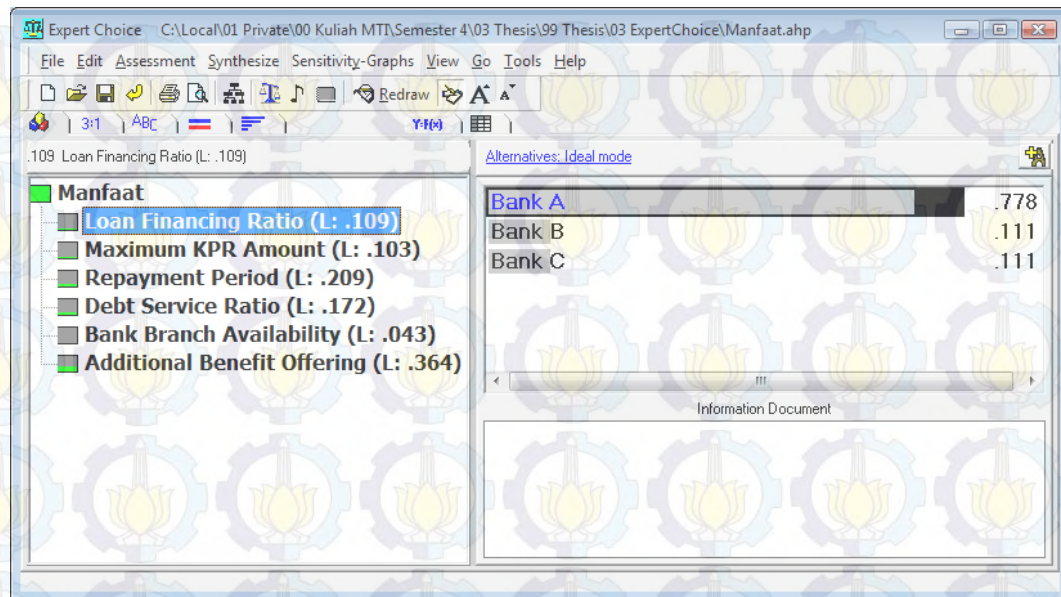 Expert Choice C:\Local\01 Private\00 Kuliah MTI\Semester 4\03 Thesis\99 Thesis\03 ExpertChoice\Manfaat.ahp
File Edit Assessment Synthesize Sensitivity-Graphs View Go Tools Help
Redraw A A
3:1 ABC Y=F(x)
.109 Loan Financing Ratio (L: .109)
Alternatives: Ideal mode
Manfaat
Loan Financing Ratio (L: .109)
Maximum KPR Amount (L: .103)
Repayment Period (L: .209)
Debt Service Ratio (L: .172)
Bank Branch Availability (L: .043)
Additional Benefit Offering (L: .364)
Bank A .778
Bank B .111
Bank C .111
Information Document